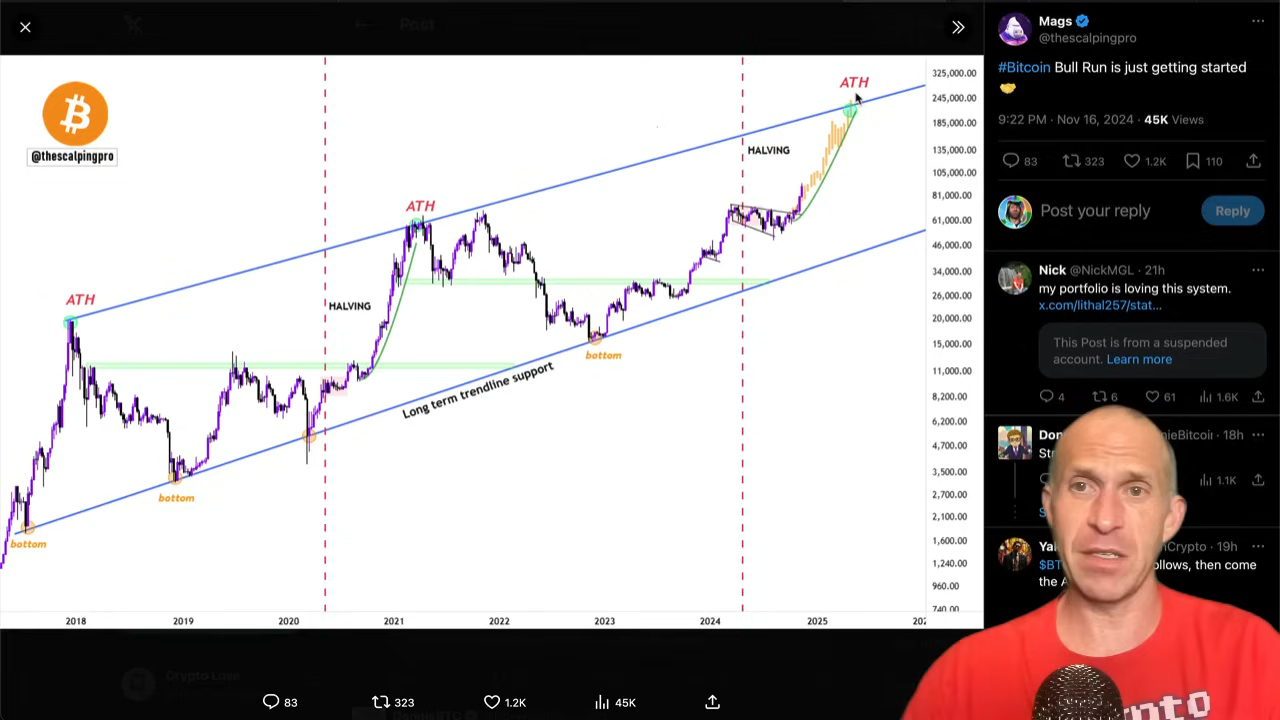 Post
Mags
@thescalpingpro
#Bitcoin Bull Run is just getting started
9:22 PM · Nov 16, 2024 · 45K Views
83 323 1.2K 110
Post your reply
Reply
Nick @NickMGL · 21h
my portfolio is loving this system.
x.com/lithal257/stat...
This Post is from a suspended
account. Learn more
4 6 61 1.6K
18h
1.1K
19h
ollows, then come
@thescalpingpro
ATH
ATH
ATH
HALVING
HALVING
bottom
bottom
bottom
Long term trendline support
325,000.00
245,000.00
185,000.00
135,000.00
105,000.00
81,000.00
61,000.00
46,000.00
34,000.00
26,000.00
20,000.00
15,000.00
11,000.00
8,200.00
6,200.00
4,700.00
3,500.00
2,700.00
2,100.00
1,600.00
1,240.00
960.00
740.00
2018 2019 2020 2021 2022 2023 2024 2025
Crypto Love
83 323 1.2K 45K